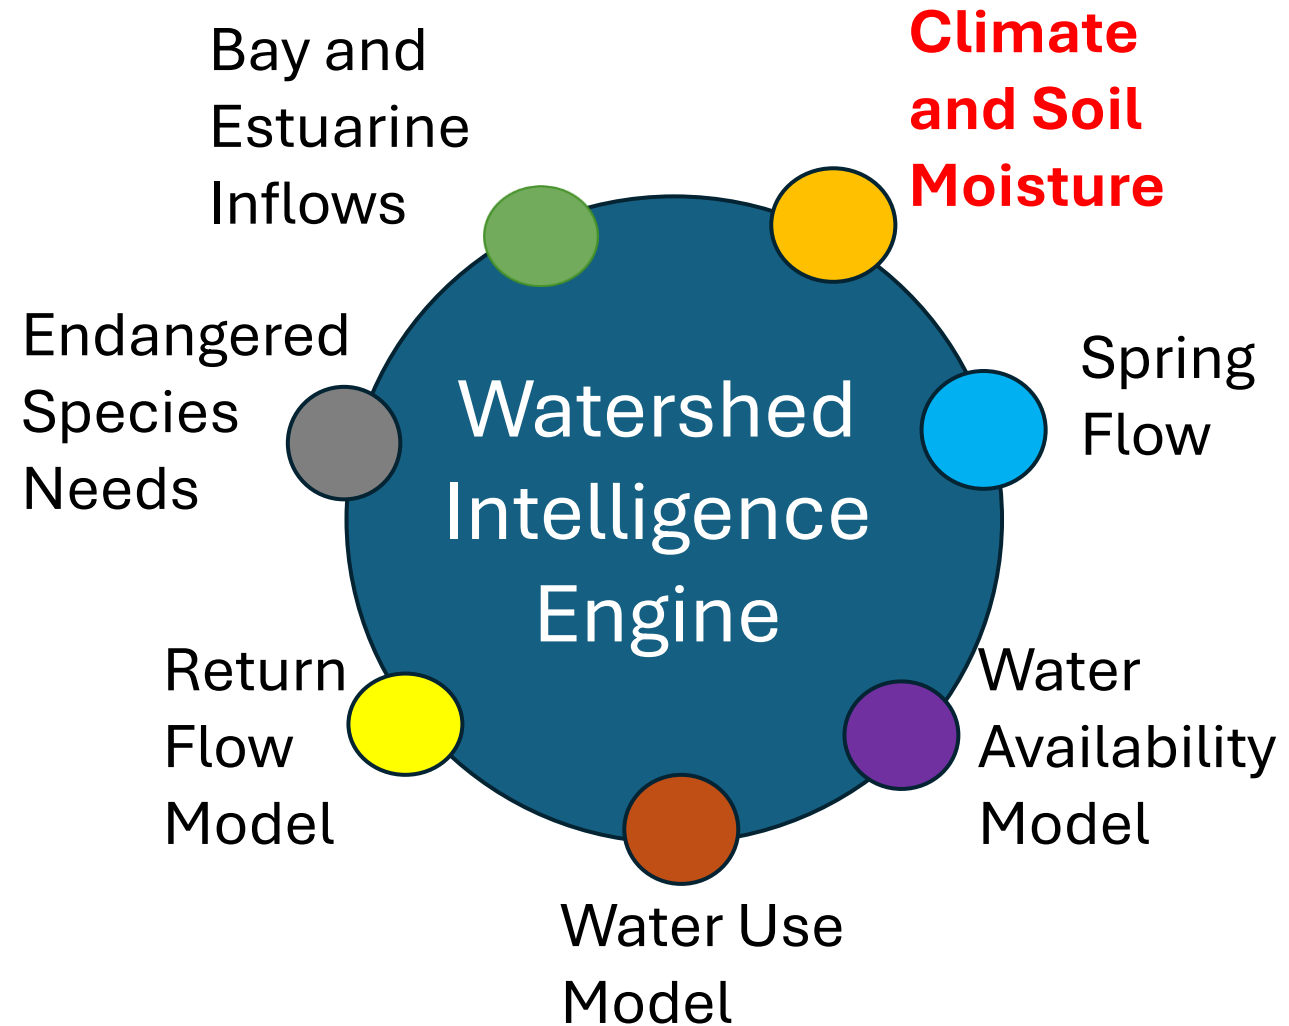 Bay and
Estuarine
Inflows
Climate
and Soil
Moisture
Endangered
Species
Needs
Watershed
Intelligence
Engine
Spring
Flow
Return
Flow
Model
Water
Availability
Model
Water Use
Model